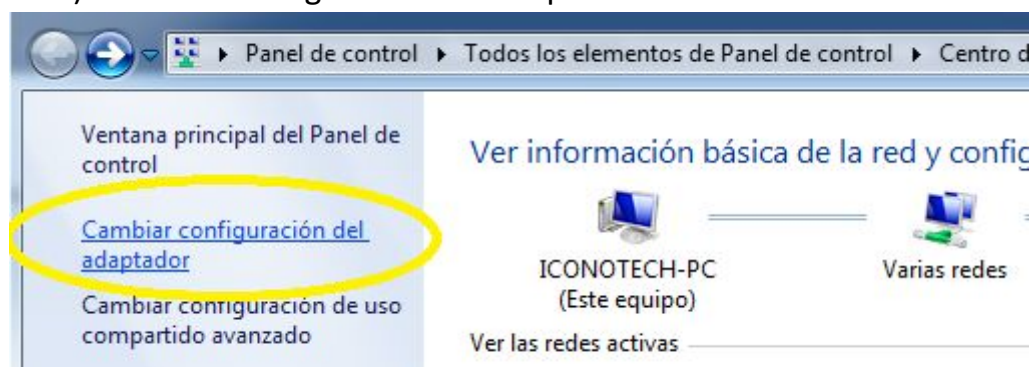 Panel de control ▸ Todos los elementos de Panel de control ▸ Centro d
Ventana principal del Panel de
control
Cambiar configuración del
adaptador
Cambiar configuración de uso
compartido avanzado
Ver información básica de la red y config
ICONOTECH-PC
(Este equipo)
Varias redes
Ver las redes activas